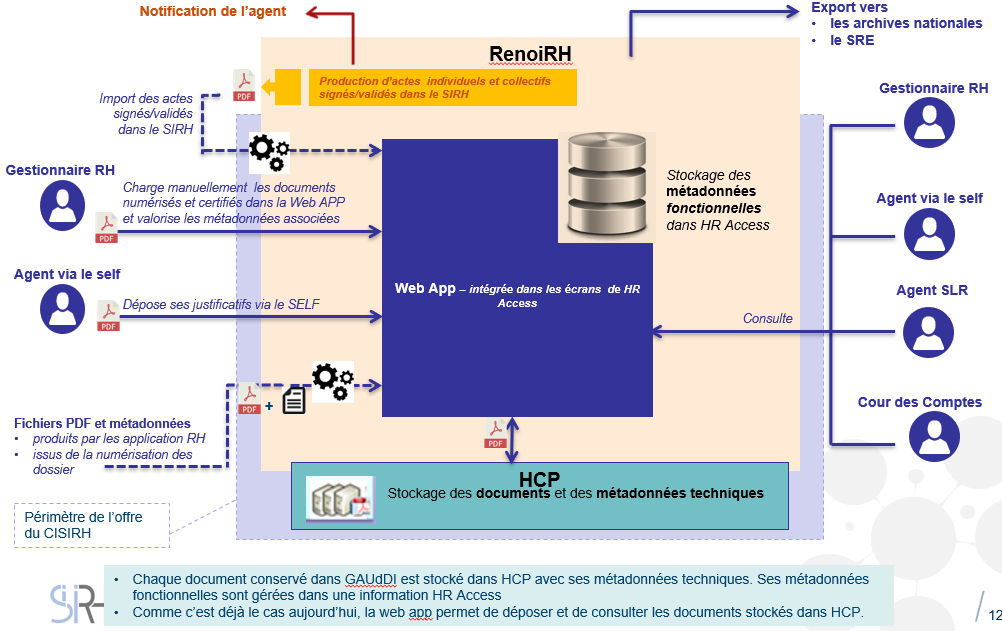 Notification de l'agent
Export vers
• les archives nationales
• le SRE
RenoiRH
Production d'actes individuels et collectifs
signés/validés dans le SIRH
PDF
Import des actes
signés/validés
dans le SIRH
Gestionnaire RH
Charge manuellement les documents
numérisés et certifiés dans la Web APP
et valorise les métadonnées associées
PDF
Agent via le self
Dépose ses justificatifs via le SELF
PDF
Stockage des
métadonnées
fonctionnelles
dans HR Access
Web App – intégrée dans les écrans de HR
Access
Gestionnaire RH
Agent via le self
Agent SLR
Consulte
Cour des Comptes
PDF
+
Fichiers PDF et métadonnées
• produits par les application RH
• issus de la numérisation des
dossier
PDF
HCP
Stockage des documents et des métadonnées techniques
Périmètre de l'offre
du CISIRH
• Chaque document conservé dans GAUdDI est stocké dans HCP avec ses métadonnées techniques. Ses métadonnées
fonctionnelles sont gérées dans une information HR Access
• Comme c'est déjà le cas aujourd'hui, la web app permet de déposer et de consulter les documents stockés dans HCP.
12